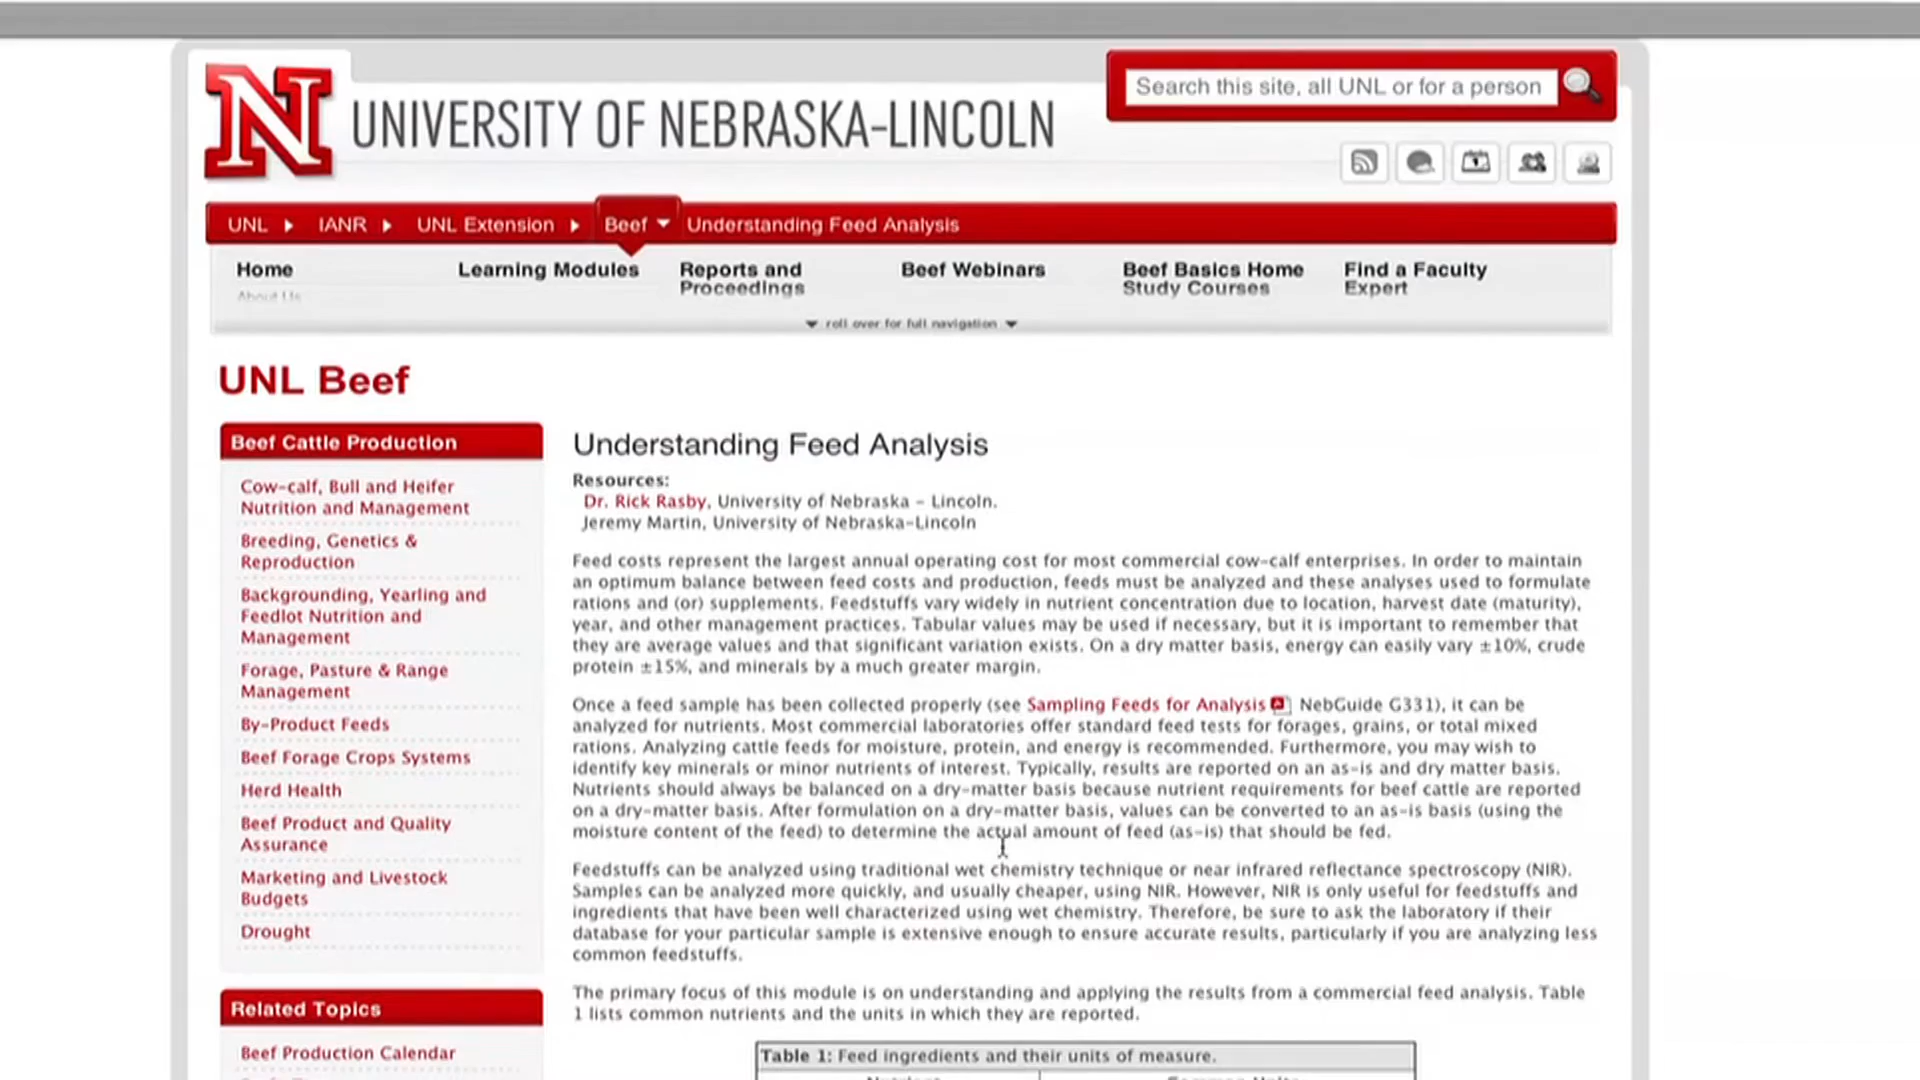 N
UNIVERSITY OF NEBRASKA–LINCOLN
Search this site, all UNL or for a person
UNL IANR UNL Extension Beef Understanding Feed Analysis
Home Learning Modules Reports and Beef Webinars Beef Basics Home Find a Faculty
About Us Proceedings Study Courses Expert
roll over for full navigation
UNL Beef
Beef Cattle Production
Cow-calf, Bull and Heifer
Nutrition and Management
Breeding, Genetics &
Reproduction
Backgrounding, Yearling and
Feedlot Nutrition and
Management
Forage, Pasture & Range
Management
By-Product Feeds
Beef Forage Crops Systems
Herd Health
Beef Product and Quality
Assurance
Marketing and Livestock
Budgets
Drought
Related Topics
Beef Production Calendar
Understanding Feed Analysis
Resources:
Dr. Rick Rasby, University of Nebraska – Lincoln.
Jeremy Martin, University of Nebraska–Lincoln
Feed costs represent the largest annual operating cost for most commercial cow-calf enterprises. In order to maintain
an optimum balance between feed costs and production, feeds must be analyzed and these analyses used to formulate
rations and (or) supplements. Feedstuffs vary widely in nutrient concentration due to location, harvest date (maturity),
year, and other management practices. Tabular values may be used if necessary, but it is important to remember that
they are average values and that significant variation exists. On a dry matter basis, energy can easily vary ±10%, crude
protein ±15%, and minerals by a much greater margin.
Once a feed sample has been collected properly (see Sampling Feeds for Analysis NebGuide G331), it can be
analyzed for nutrients. Most commercial laboratories offer standard feed tests for forages, grains, or total mixed
rations. Analyzing cattle feeds for moisture, protein, and energy is recommended. Furthermore, you may wish to
identify key minerals or minor nutrients of interest. Typically, results are reported on an as-is and dry matter basis.
Nutrients should always be balanced on a dry-matter basis because nutrient requirements for beef cattle are reported
on a dry-matter basis. After formulation on a dry-matter basis, values can be converted to an as-is basis (using the
moisture content of the feed) to determine the actual amount of feed (as-is) that should be fed.
Feedstuffs can be analyzed using traditional wet chemistry technique or near infrared reflectance spectroscopy (NIR).
Samples can be analyzed more quickly, and usually cheaper, using NIR. However, NIR is only useful for feedstuffs and
ingredients that have been well characterized using wet chemistry. Therefore, be sure to ask the laboratory if their
database for your particular sample is extensive enough to ensure accurate results, particularly if you are analyzing less
common feedstuffs.
The primary focus of this module is on understanding and applying the results from a commercial feed analysis. Table
1 lists common nutrients and the units in which they are reported.
Table 1: Feed ingredients and their units of measure.